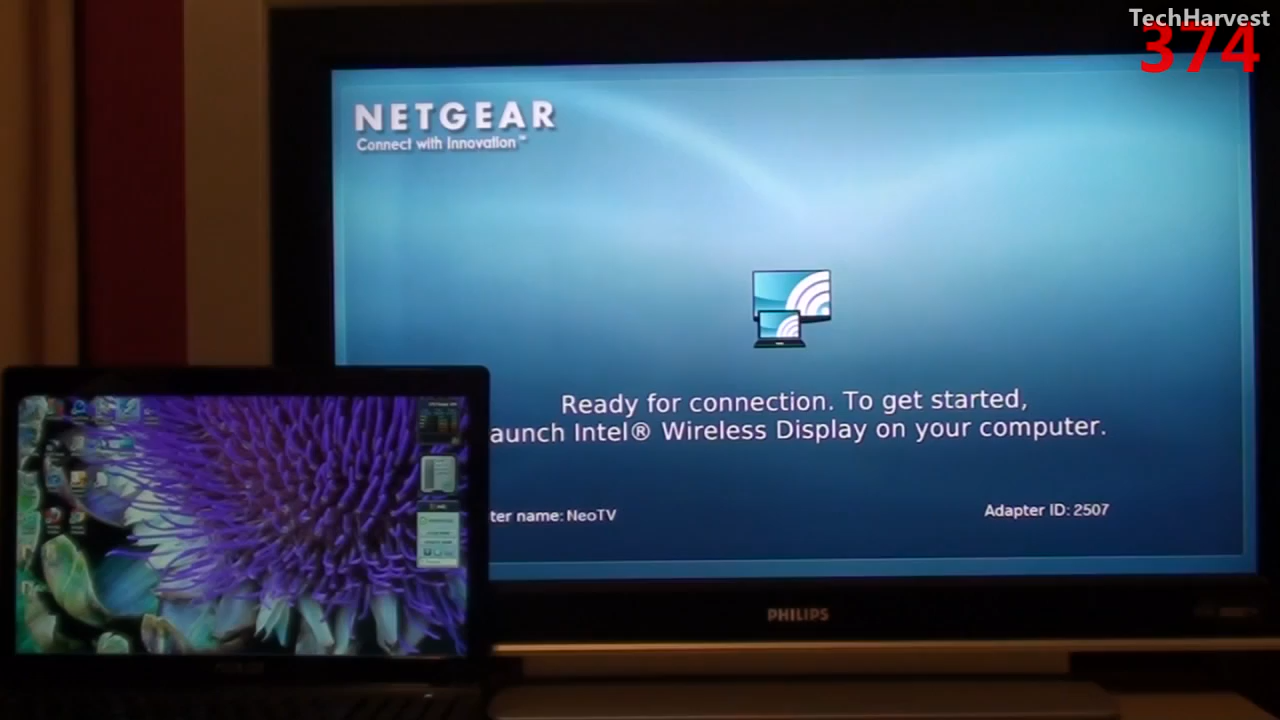 TechHarvest
374
NETGEAR
Connect with Innovation™
Ready for connection. To get started,
aunch Intel® Wireless Display on your computer.
ter name: NeoTV
Adapter ID: 2507
PHILIPS